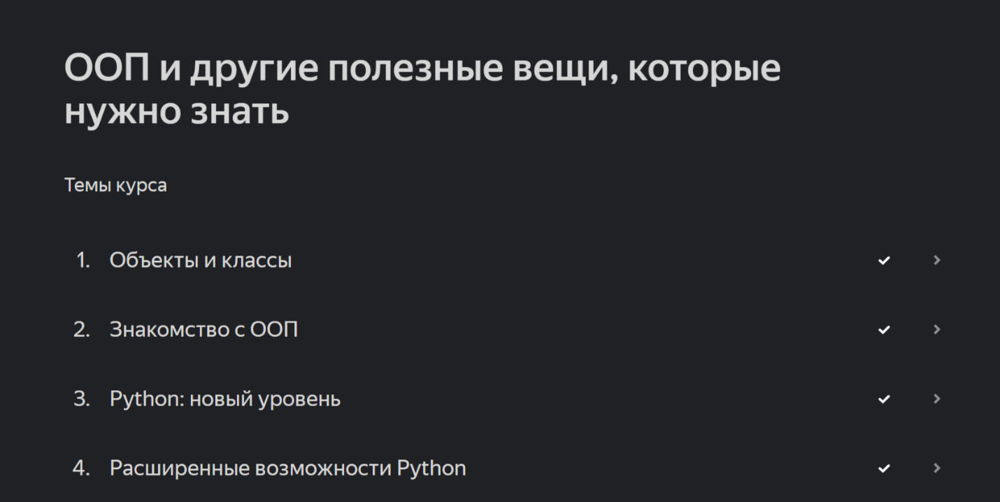 ООП и другие полезные вещи, которые
нужно знать
Темы курса
1. Объекты и классы
2. Знакомство с ООП
3. Python: новый уровень
4. Расширенные возможности Python